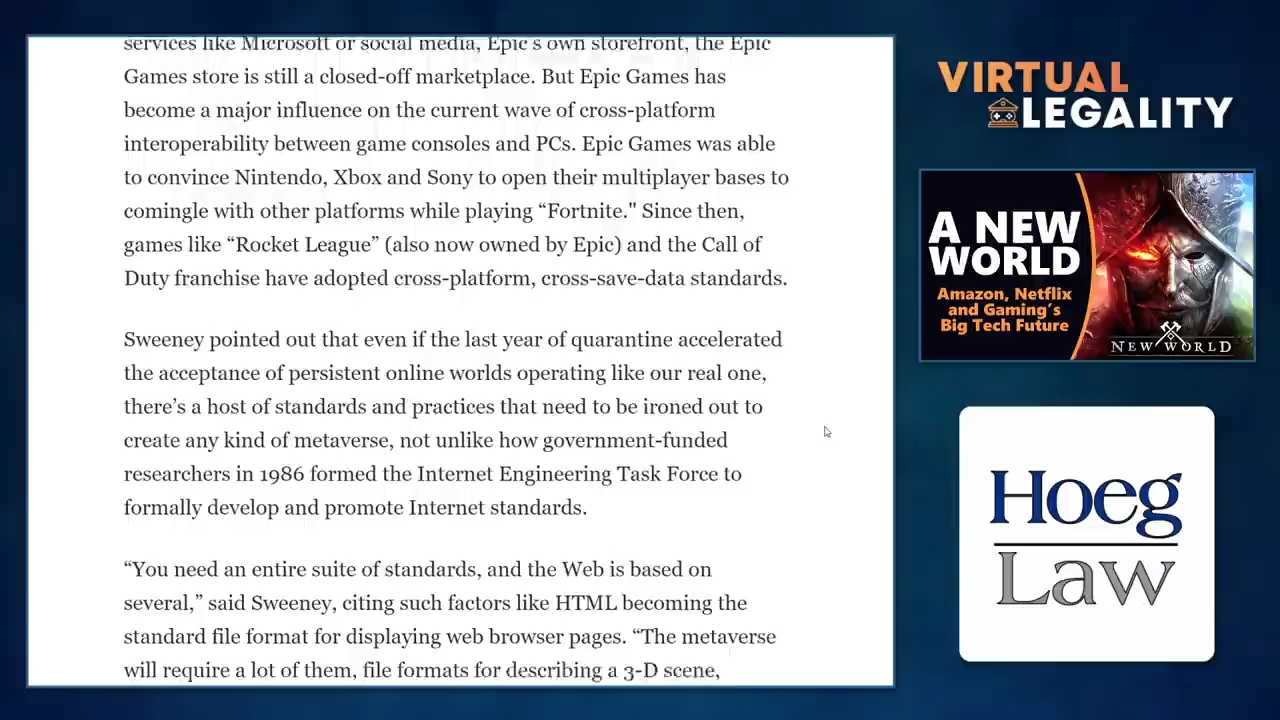 services like Microsoft or social media, Epic's own storefront, the Epic
Games store is still a closed-off marketplace. But Epic Games has
become a major influence on the current wave of cross-platform
interoperability between game consoles and PCs. Epic Games was able
to convince Nintendo, Xbox and Sony to open their multiplayer bases to
comingle with other platforms while playing “Fortnite." Since then,
games like “Rocket League” (also now owned by Epic) and the Call of
Duty franchise have adopted cross-platform, cross-save-data standards.
Sweeney pointed out that even if the last year of quarantine accelerated
the acceptance of persistent online worlds operating like our real one,
there’s a host of standards and practices that need to be ironed out to
create any kind of metaverse, not unlike how government-funded
researchers in 1986 formed the Internet Engineering Task Force to
formally develop and promote Internet standards.
“You need an entire suite of standards, and the Web is based on
several,” said Sweeney, citing such factors like HTML becoming the
standard file format for displaying web browser pages. “The metaverse
will require a lot of them, file formats for describing a 3-D scene,
VIRTUAL
LEGALITY
A NEW
WORLD
Amazon, Netflix
and Gaming’s
Big Tech Future
NEW WORLD
Hoeg
Law